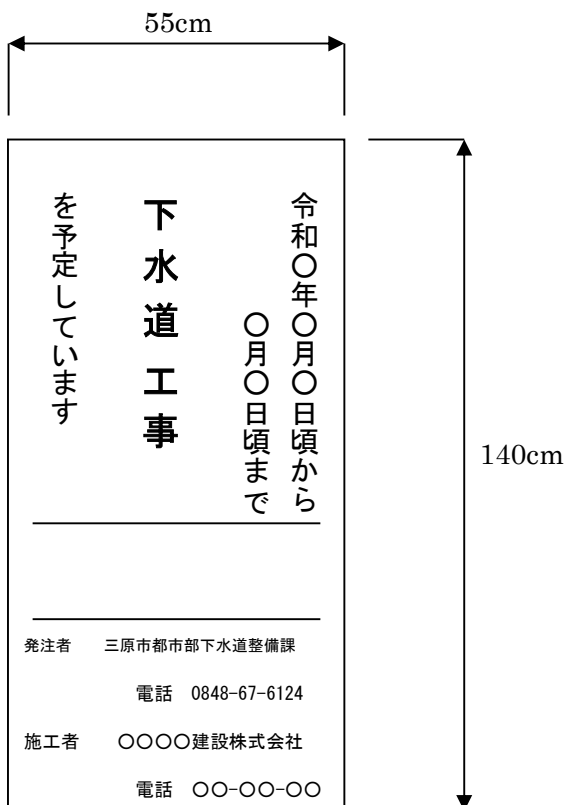 55cm
140cm
令和〇年〇月〇日頃から
〇月〇日頃まで
下水道工事
を予定しています
発注者 三原市都市部下水道整備課
電話 0848-67-6124
施工者 〇〇〇〇建設株式会社
電話 〇〇-〇〇-〇〇